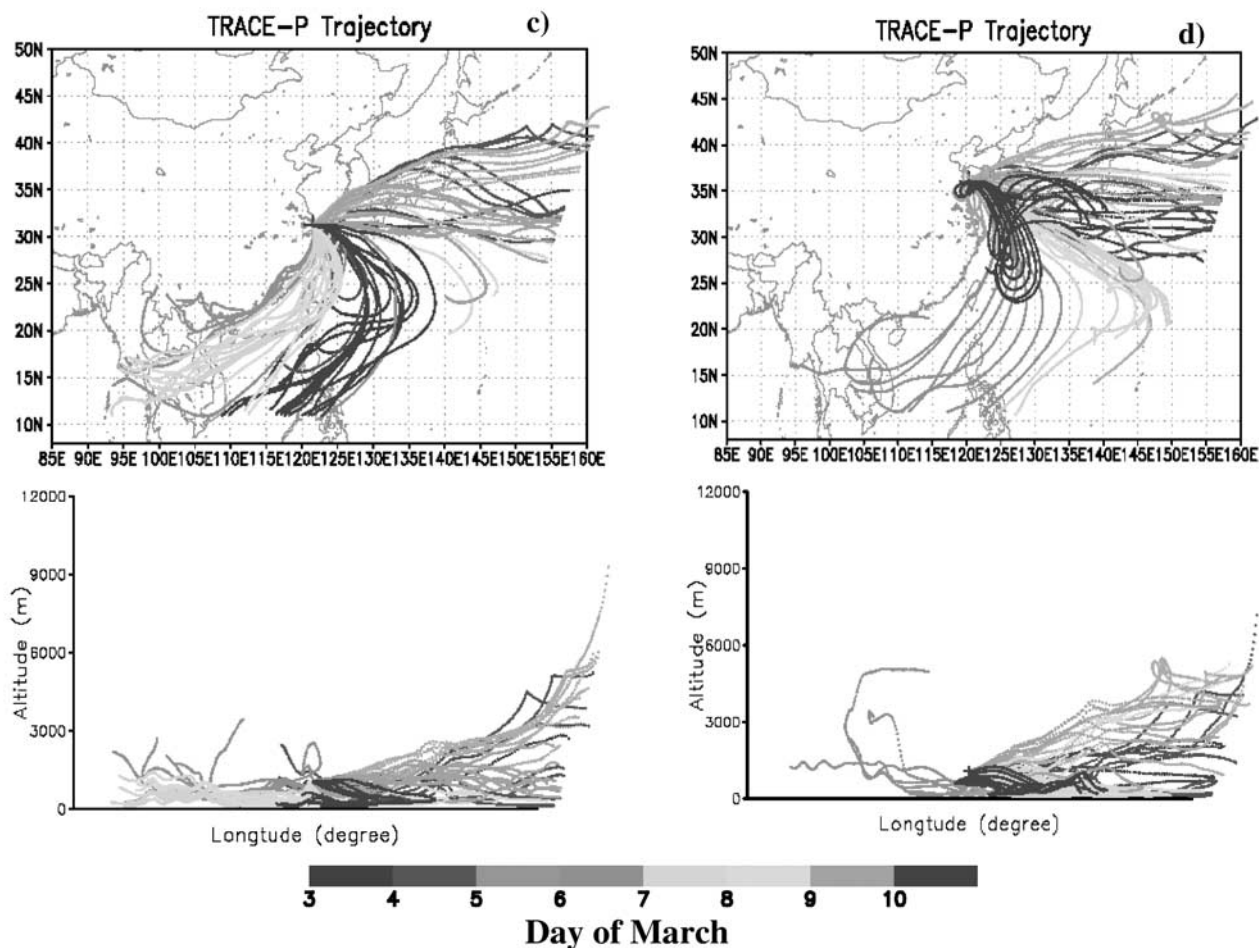 TRACE-P Trajectory
c)
50N
45N
40N
35N
30N
25N
20N
15N
10N
85E 90E 95E 100E105E110E115E120E125E130E135E140E145E150E155E160E
TRACE-P Trajectory
d)
50N
45N
40N
35N
30N
25N
20N
15N
10N
85E 90E 95E 100E105E110E115E120E125E130E135E140E145E150E155E160E
12000
9000
6000
3000
0
Altitude (m)
Longtude (degree)
12000
9000
6000
3000
0
Altitude (m)
Longtude (degree)
3 4 5 6 7 8 9 10
Day of March